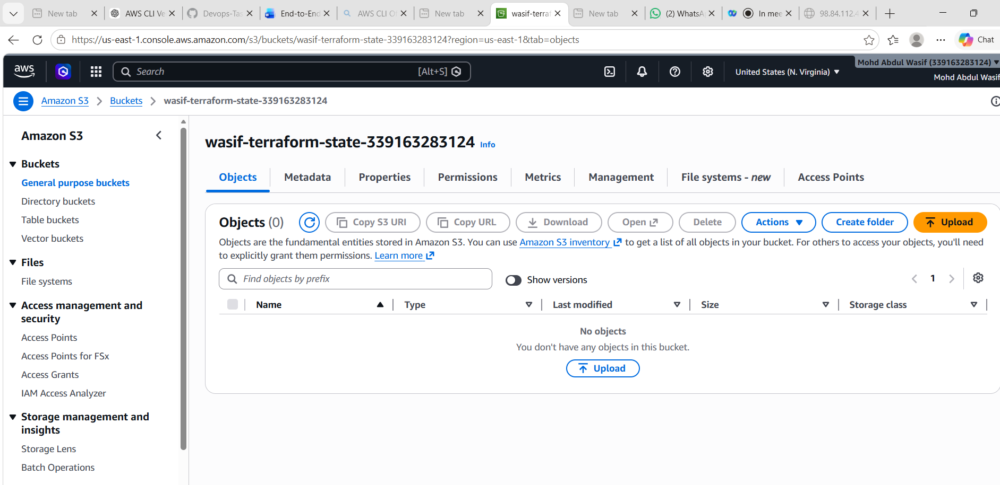 New tab
AWS CLI Ve
Devops-Tas
End-to-End
AWS CLI Of
New tab
wasif-terraf
New tab
(2) WhatsA
In mee
98.84.112.4
https://us-east-1.console.aws.amazon.com/s3/buckets/wasif-terraform-state-339163283124?region=us-east-1&tab=objects
Chat
aws
Search
[Alt+S]
United States (N. Virginia) ▼
Mohd Abdul Wasif (339163283124) ▼
Mohd Abdul Wasif
Amazon S3 > Buckets > wasif-terraform-state-339163283124
Amazon S3
Buckets
General purpose buckets
Directory buckets
Table buckets
Vector buckets
Files
File systems
Access management and
security
Access Points
Access Points for FSx
Access Grants
IAM Access Analyzer
Storage management and
insights
Storage Lens
Batch Operations
wasif-terraform-state-339163283124 Info
Objects
Metadata
Properties
Permissions
Metrics
Management
File systems - new
Access Points
Objects (0)
Copy S3 URI
Copy URL
Download
Open
Delete
Actions ▼
Create folder
Upload
Objects are the fundamental entities stored in Amazon S3. You can use Amazon S3 inventory to get a list of all objects in your bucket. For others to access your objects, you'll need
to explicitly grant them permissions. Learn more
Find objects by prefix
Show versions
1
Name
Type
Last modified
Size
Storage class
No objects
You don't have any objects in this bucket.
Upload